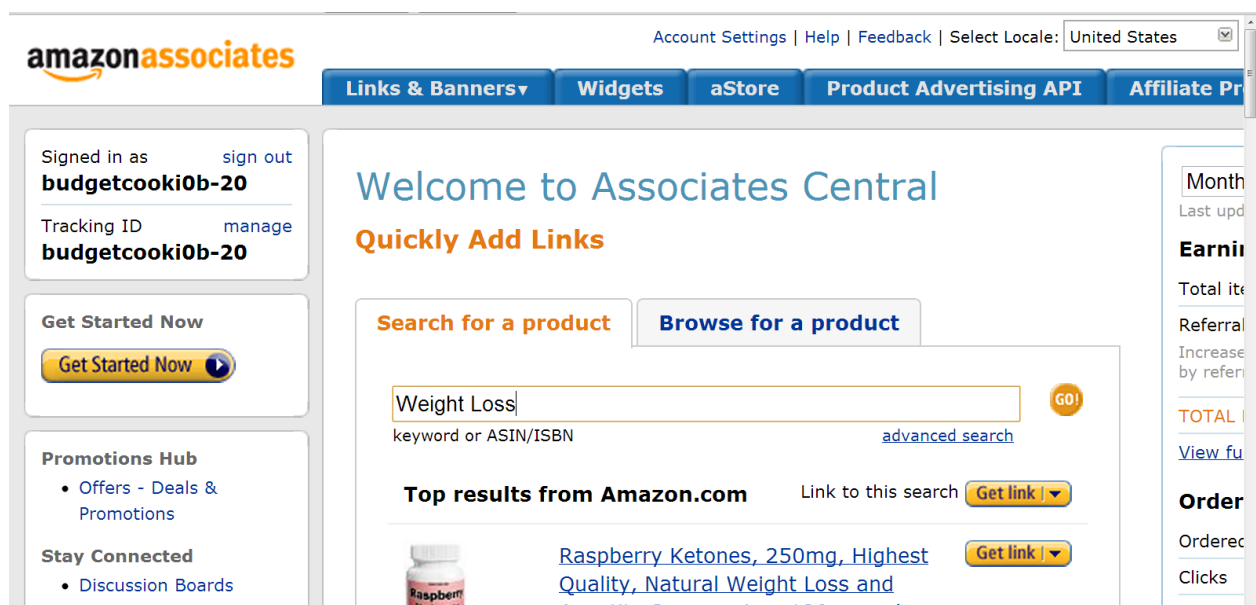 amazonassociates
Account Settings | Help | Feedback | Select Locale: United States
Links & Banners▾ Widgets aStore Product Advertising API Affiliate
Signed in as sign out
budgetcooki0b-20
Tracking ID manage
budgetcooki0b-20
Get Started Now
Get Started Now
Promotions Hub
• Offers - Deals &
Promotions
Stay Connected
• Discussion Boards
Welcome to Associates Central
Quickly Add Links
Search for a product Browse for a product
Weight Loss
GO!
keyword or ASIN/ISBN advanced search
Top results from Amazon.com Link to this search Get link
Raspberry
Raspberry Ketones, 250mg, Highest Get link
Quality, Natural Weight Loss and
Month
Last upd
Earnin
Total ite
Referral
Increase
by refer
TOTAL
View fu
Order
Ordered
Clicks